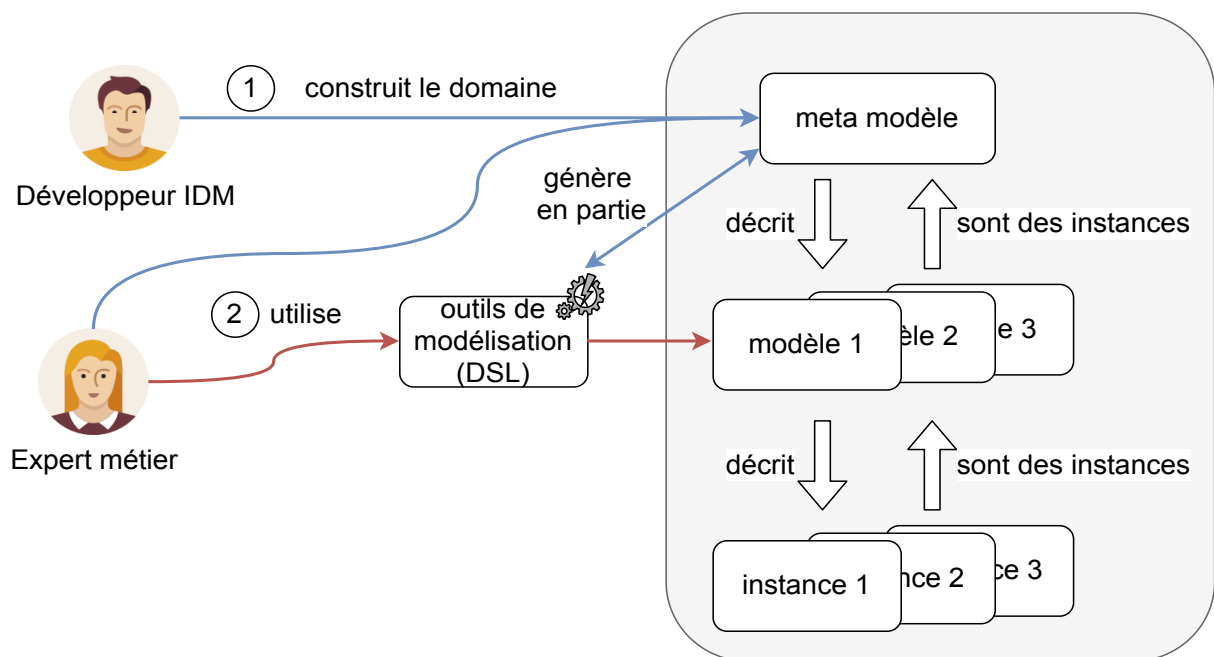 1
construit le domaine
meta modèle
Développeur IDM
génère
en partie
décrit
sont des instances
2
utilise
outils de
modélisation
(DSL)
modèle 1
èle 2
e 3
Expert métier
décrit
sont des instances
instance 1
nce 2
ce 3